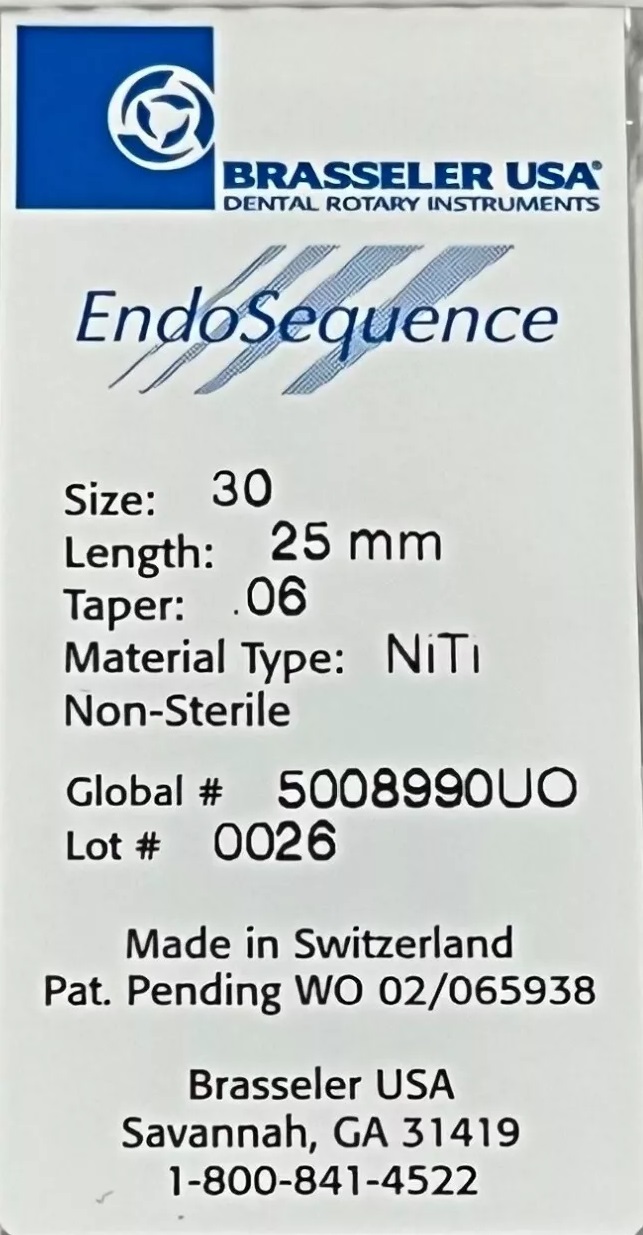 BRASSELER USA®
DENTAL ROTARY INSTRUMENTS
EndoSequence
Size: 30
Length: 25 mm
Taper: .06
Material Type: NiTi
Non-Sterile
Global # 5008990UO
Lot # 0026
Made in Switzerland
Pat. Pending WO 02/065938
Brasseler USA
Savannah, GA 31419
1-800-841-4522